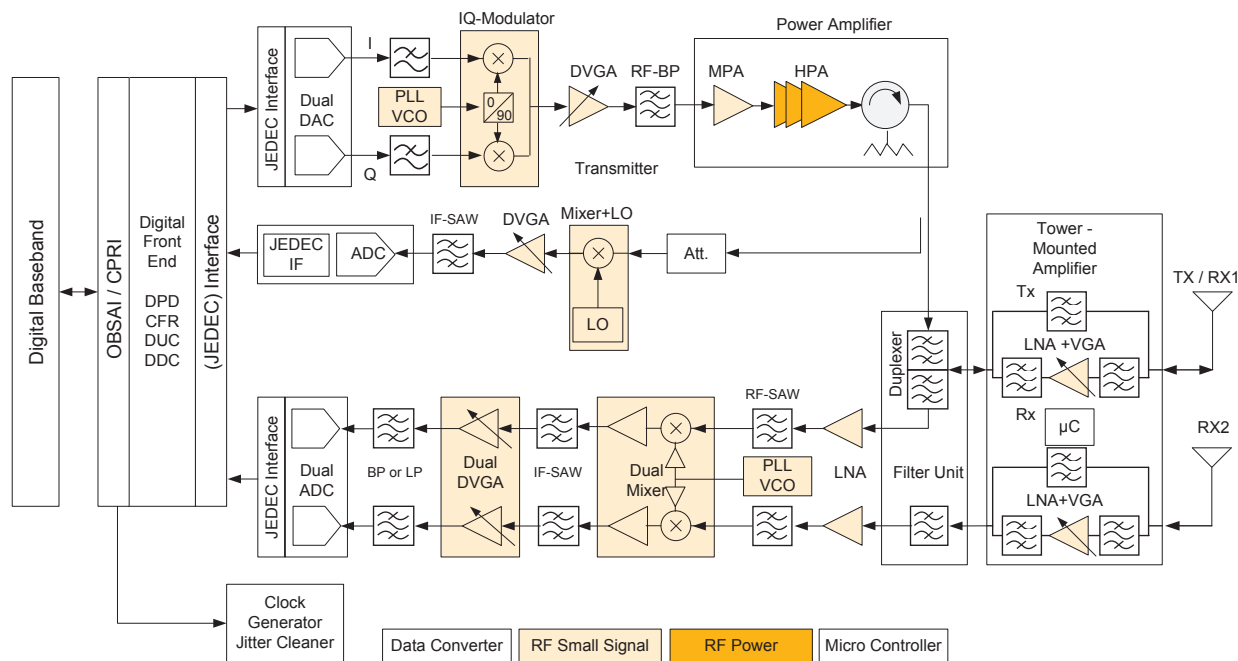 IQ-Modulator
Power Amplifier
JEDEC Interface
Dual
DAC
I
Q
PLL
VCO
0
90
DVGA
RF-BP
MPA
HPA
Transmitter
Digital Baseband
OBSAI / CPRI
Digital
Front
End
DPD
CFR
DUC
DDC
(JEDEC) Interface
JEDEC
IF
ADC
IF-SAW
DVGA
Mixer+LO
LO
Att.
Tower -
Mounted
Amplifier
Tx
LNA +VGA
Rx
µC
LNA+VGA
TX / RX1
RX2
Duplexer
Filter Unit
JEDEC Interface
Dual
ADC
BP or LP
Dual
DVGA
IF-SAW
Dual
Mixer
RF-SAW
PLL
VCO
LNA
Clock
Generator
Jitter Cleaner
Data Converter
RF Small Signal
RF Power
Micro Controller